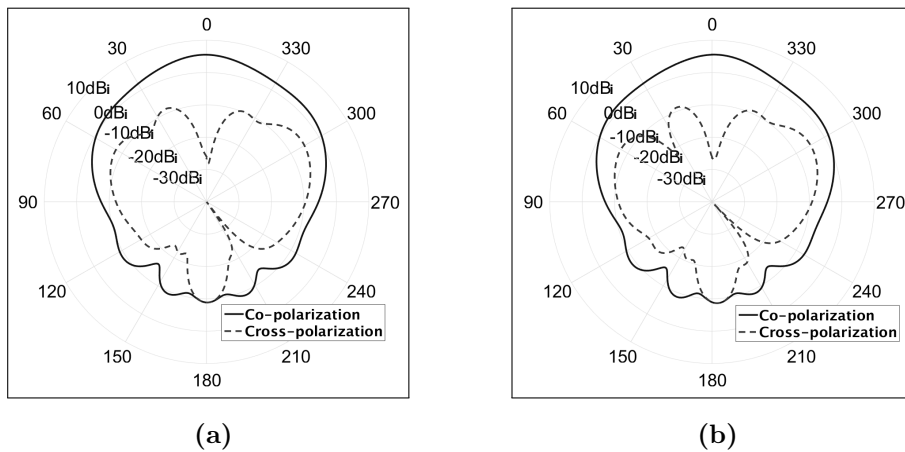 0
30
330
10dBi
60
0dBi
300
-10dBi
-20dBi
-30dBi
90
270
120
240
Co-polarization
Cross-polarization
150
210
180
(a)
0
30
330
10dBi
60
0dBi
300
-10dBi
-20dBi
-30dBi
90
270
120
240
Co-polarization
Cross-polarization
150
210
180
(b)